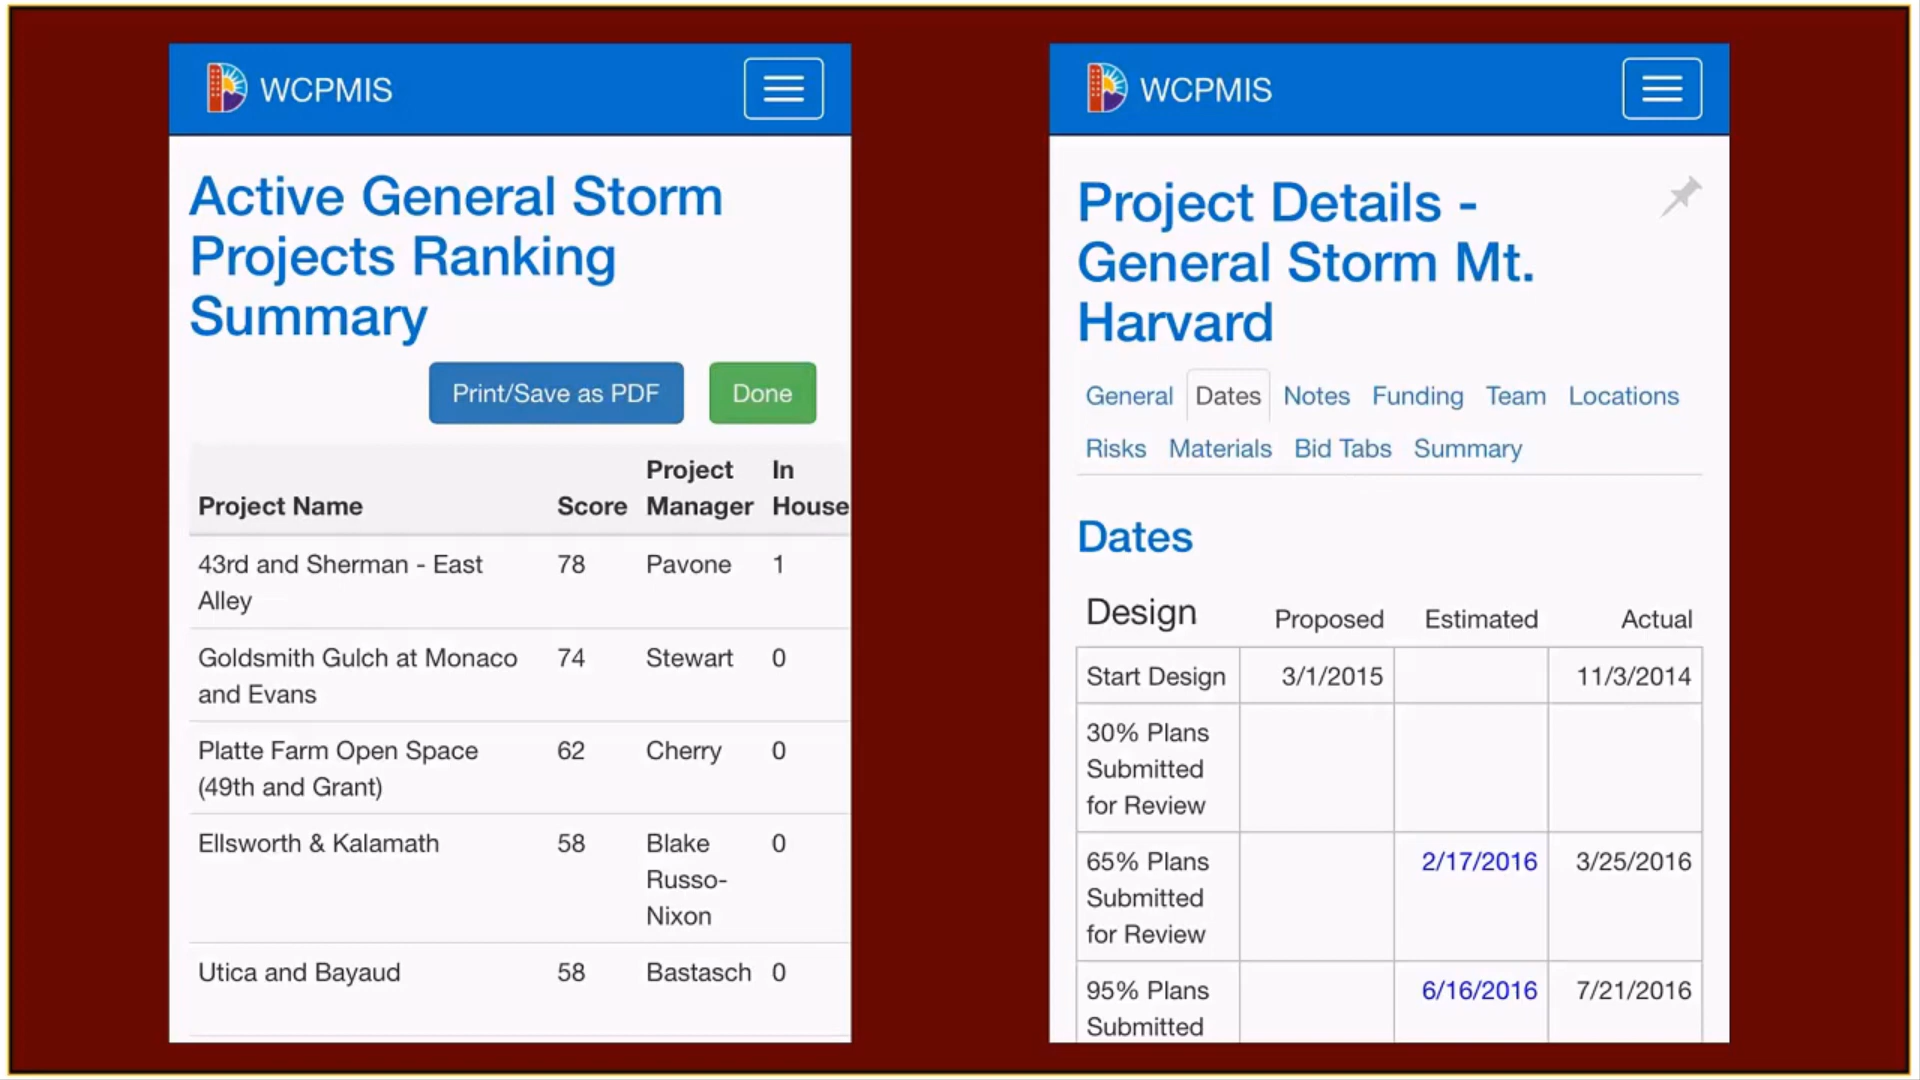 WCPMIS
Active General Storm
Projects Ranking
Summary
Print/Save as PDF
Done
Project Name Score Project Manager In House
43rd and Sherman - East Alley 78 Pavone 1
Goldsmith Gulch at Monaco and Evans 74 Stewart 0
Platte Farm Open Space (49th and Grant) 62 Cherry 0
Ellsworth & Kalamath 58 Blake Russo-Nixon 0
Utica and Bayaud 58 Bastasch 0
WCPMIS
Project Details -
General Storm Mt.
Harvard
General Dates Notes Funding Team Locations
Risks Materials Bid Tabs Summary
Dates
Design Proposed Estimated Actual
Start Design 3/1/2015 11/3/2014
30% Plans Submitted for Review
65% Plans Submitted for Review 2/17/2016 3/25/2016
95% Plans Submitted 6/16/2016 7/21/2016